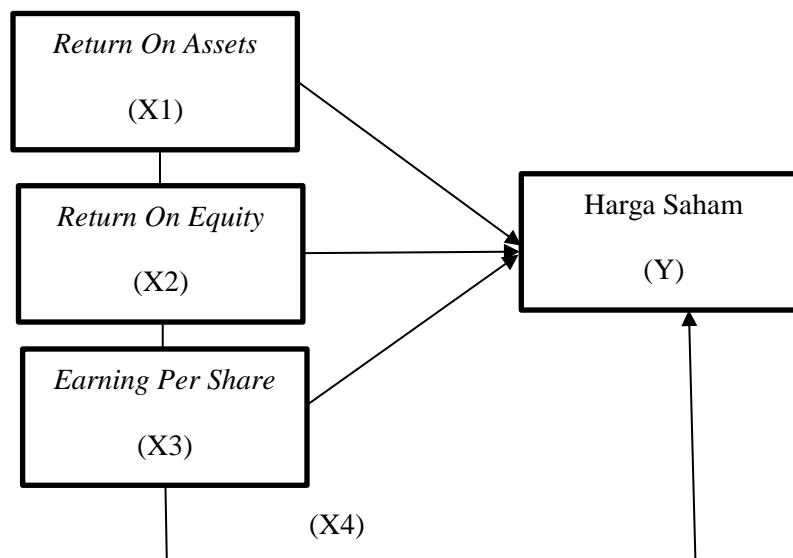 Return On Assets
(X1)
Return On Equity
(X2)
Earning Per Share
(X3)
Harga Saham
(Y)
(X4)